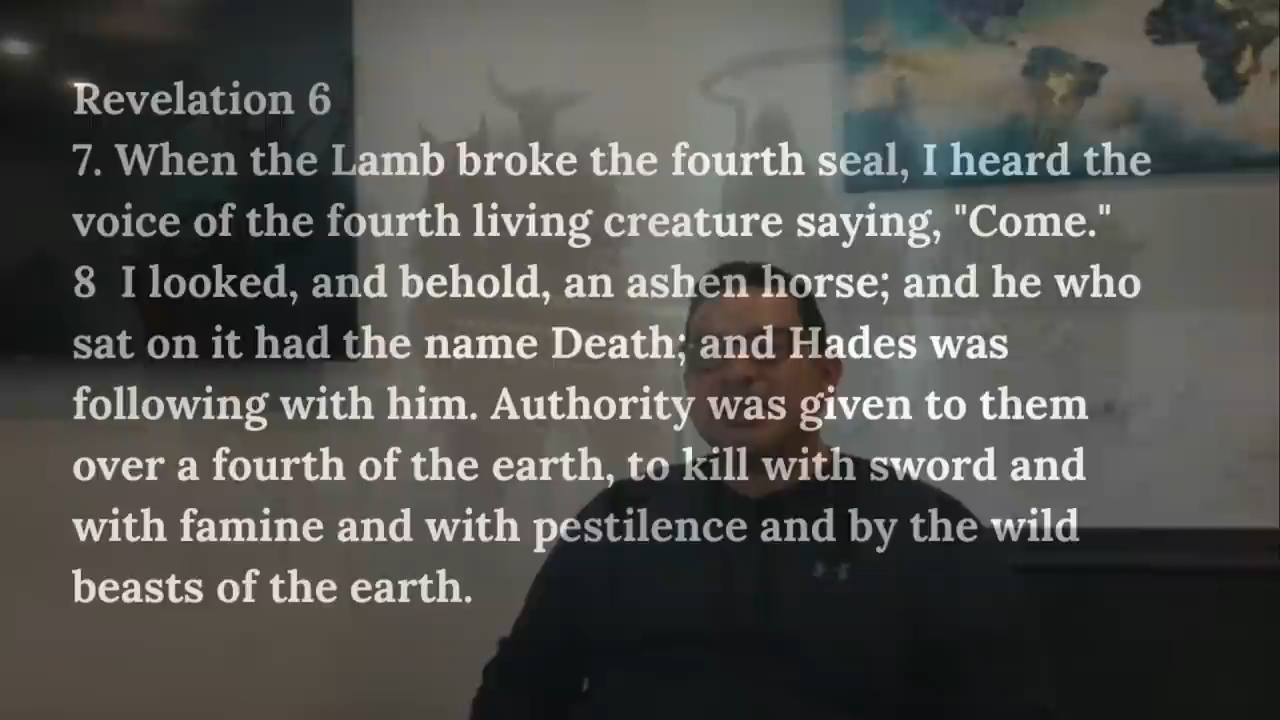 Revelation 6
7. When the Lamb broke the fourth seal, I heard the
voice of the fourth living creature saying, "Come."
8 I looked, and behold, an ashen horse; and he who
sat on it had the name Death; and Hades was
following with him. Authority was given to them
over a fourth of the earth, to kill with sword and
with famine and with pestilence and by the wild
beasts of the earth.